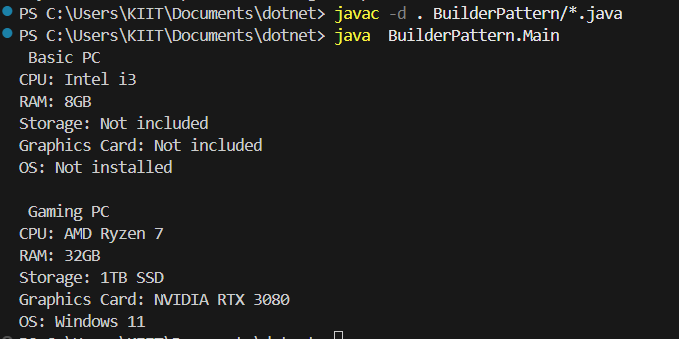 PS C:\Users\KIIT\Documents\dotnet> javac -d . BuilderPattern/*.java
PS C:\Users\KIIT\Documents\dotnet> java  BuilderPattern.Main
 Basic PC
CPU: Intel i3
RAM: 8GB
Storage: Not included
Graphics Card: Not included
OS: Not installed

 Gaming PC
CPU: AMD Ryzen 7
RAM: 32GB
Storage: 1TB SSD
Graphics Card: NVIDIA RTX 3080
OS: Windows 11